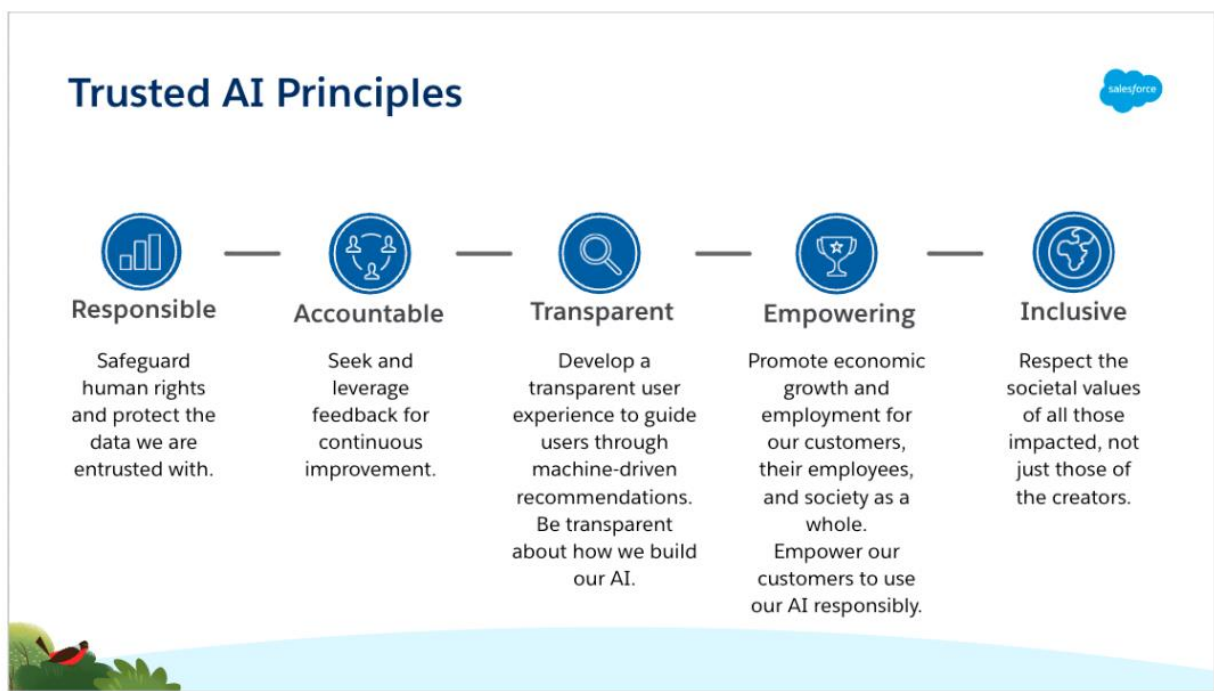 Trusted AI Principles
salesforce
Responsible
Safeguard
human rights
and protect the
data we are
entrusted with.
Accountable
Seek and
leverage
feedback for
continuous
improvement.
Transparent
Develop a
transparent user
experience to guide
users through
machine-driven
recommendations.
Be transparent
about how we build
our AI.
Empowering
Promote economic
growth and
employment for
our customers,
their employees,
and society as a
whole.
Empower our
customers to use
our AI responsibly.
Inclusive
Respect the
societal values
of all those
impacted, not
just those of
the creators.